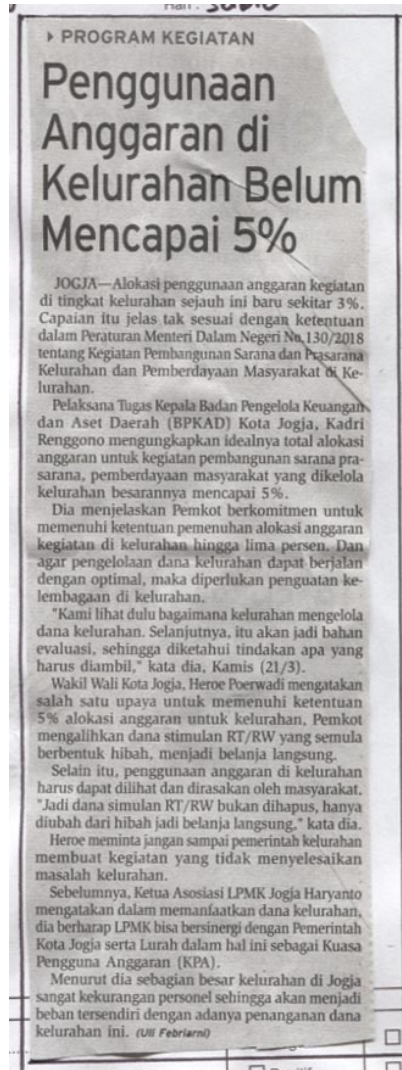 Hari :
▸ PROGRAM KEGIATAN
Penggunaan
Anggaran di
Kelurahan Belum
Mencapai 5%
JOGJA—Alokasi penggunaan anggaran kegiatan
di tingkat kelurahan sejauh ini baru sekitar 3%.
Capaian itu jelas tak sesuai dengan ketentuan
dalam Peraturan Menteri Dalam Negeri No.130/2018
tentang Kegiatan Pembangunan Sarana dan Prasarana
Kelurahan dan Pemberdayaan Masyarakat di Ke-
lurahan.
Pelaksana Tugas Kepala Badan Pengelola Keuangan
dan Aset Daerah (BPKAD) Kota Jogja, Kadri
Renggono mengungkapkan idealnya total alokasi
anggaran untuk kegiatan pembangunan sarana pra-
sarana, pemberdayaan masyarakat yang dikelola
kelurahan besarannya mencapai 5%.
Dia menjelaskan Pemkot berkomitmen untuk
memenuhi ketentuan pemenuhan alokasi anggaran
kegiatan di kelurahan hingga lima persen. Dan
agar pengelolaan dana kelurahan dapat berjalan
dengan optimal, maka diperlukan penguatan ke-
lembagaan di kelurahan.
"Kami lihat dulu bagaimana kelurahan mengelola
dana kelurahan. Selanjutnya, itu akan jadi bahan
evaluasi, sehingga diketahui tindakan apa yang
harus diambil," kata dia, Kamis (21/3).
Wakil Wali Kota Jogja, Heroe Poerwadi mengatakan
salah satu upaya untuk memenuhi ketentuan
5% alokasi anggaran untuk kelurahan, Pemkot
mengalihkan dana stimulan RT/RW yang semula
berbentuk hibah, menjadi belanja langsung.
Selain itu, penggunaan anggaran di kelurahan
harus dapat dilihat dan dirasakan oleh masyarakat.
"Jadi dana simulan RT/RW bukan dihapus, hanya
diubah dari hibah jadi belanja langsung," kata dia.
Heroe meminta jangan sampai pemerintah kelurahan
membuat kegiatan yang tidak menyelesaikan
masalah kelurahan.
Sebelumnya, Ketua Asosiasi LPMK Jogja Haryanto
mengatakan dalam memanfaatkan dana kelurahan,
dia berharap LPMK bisa bersinergi dengan Pemerintah
Kota Jogja serta Lurah dalam hal ini sebagai Kuasa
Pengguna Anggaran (KPA).
Menurut dia sebagian besar kelurahan di Jogja
sangat kekurangan personel sehingga akan menjadi
beban tersendiri dengan adanya penanganan dana
kelurahan ini. (Uli Febriarni)